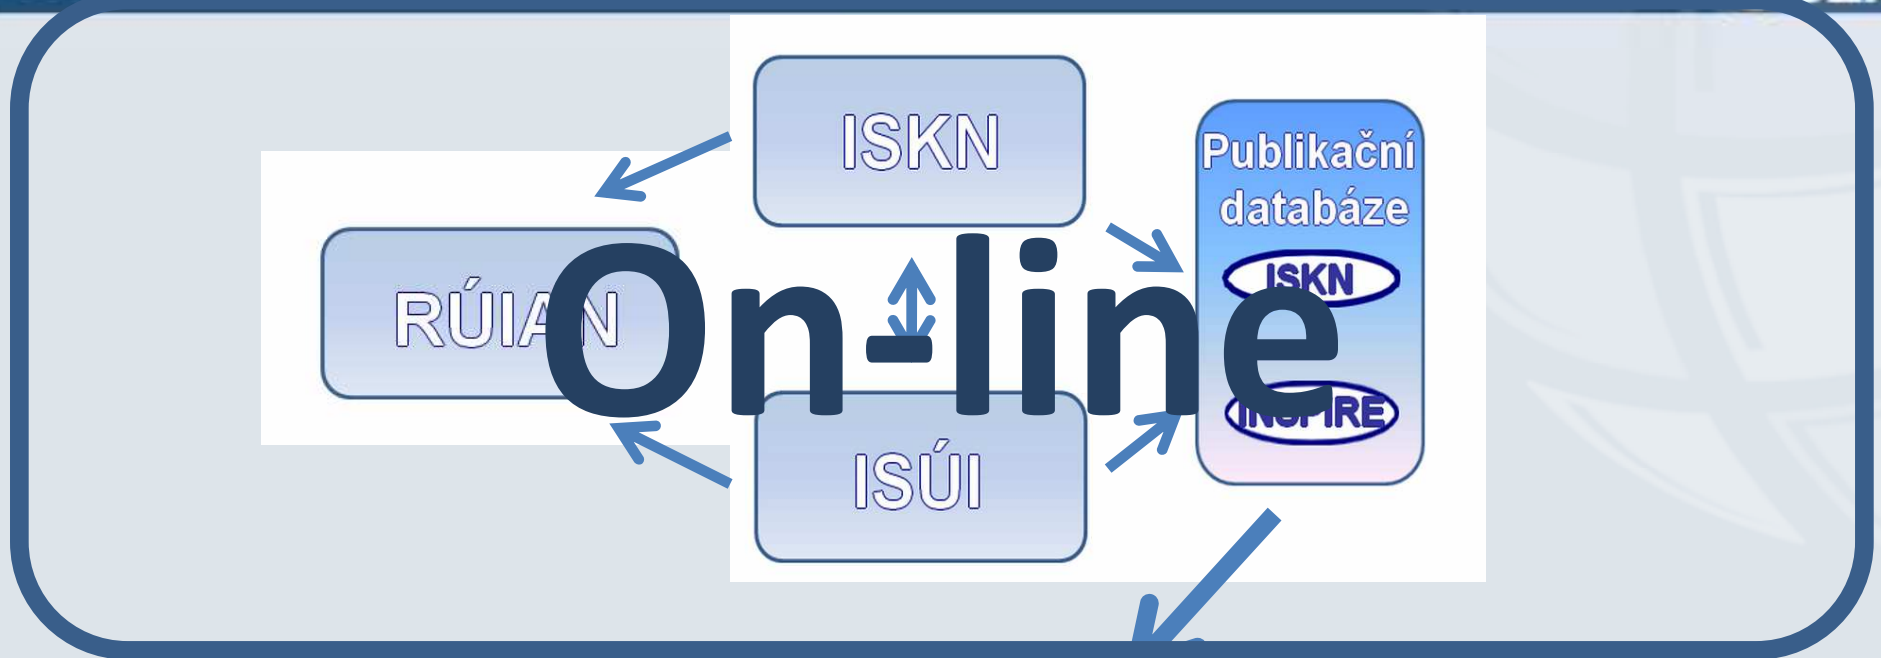 ISKN
Publikační
databáze
ISKN
RÚIAN
On-line
INSPIRE
ISÚI